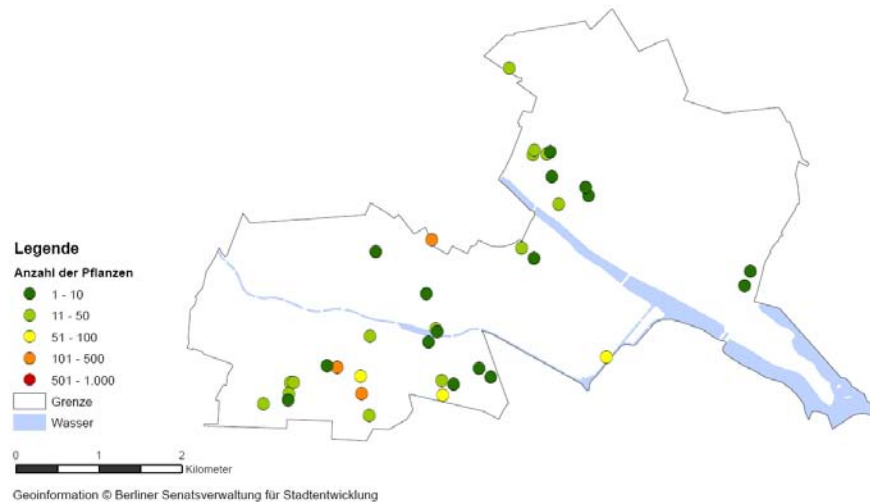 Legende
Anzahl der Pflanzen
1 - 10
11 - 50
51 - 100
101 - 500
501 - 1.000
Grenze
Wasser
0 1 2
Kilometer
Geoinformation © Berliner Senatsverwaltung für Stadtentwicklung